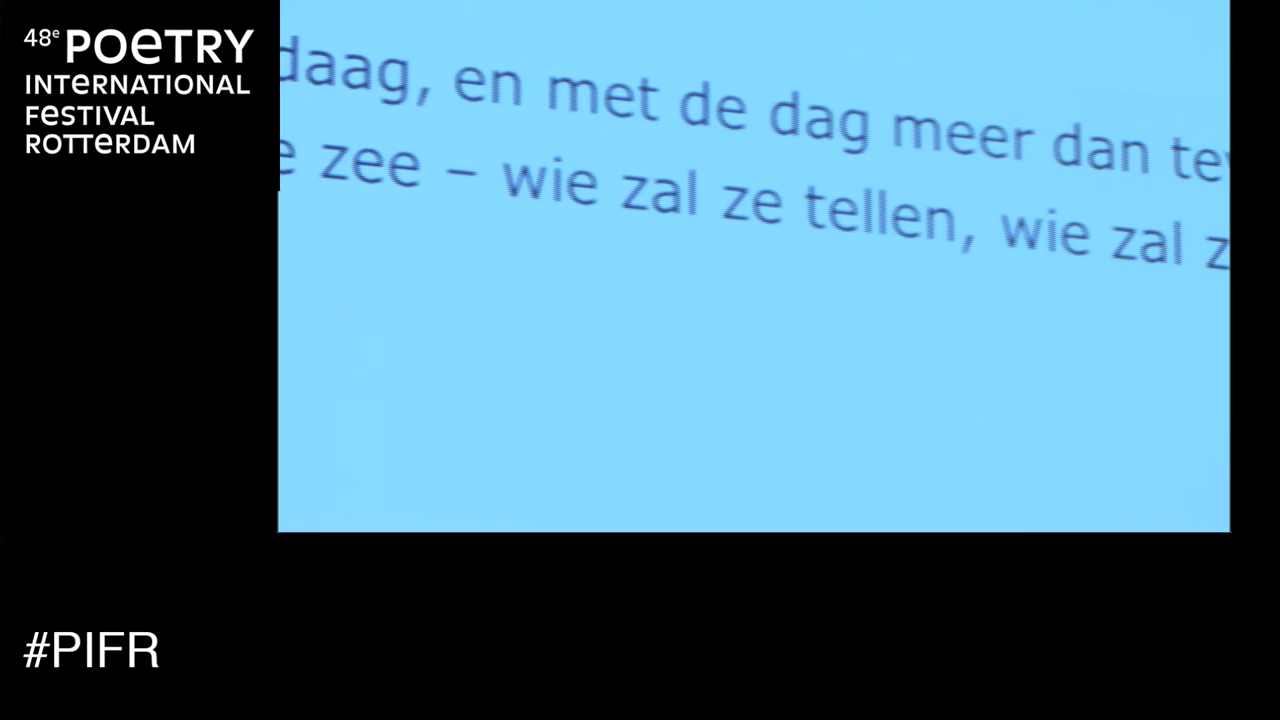 48e POeTRY
INTeRNATIONAL
FeSTIVAL
ROTTeRDAM
daag, en met de dag meer dan
zee – wie zal ze tellen, wie zal
#PIFR